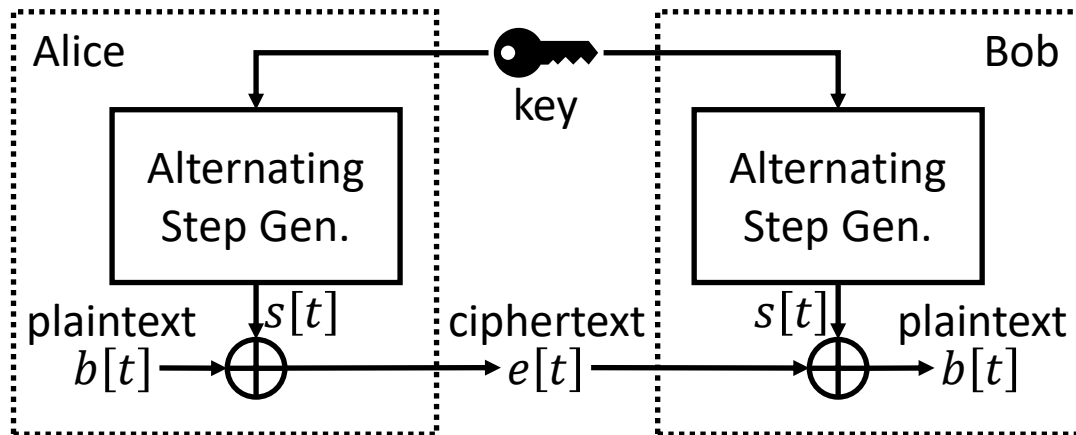 Alice
Bob
key
Alternating
Step Gen.
Alternating
Step Gen.
plaintext
s[t]
ciphertext
s[t]
plaintext
b[t]
e[t]
b[t]